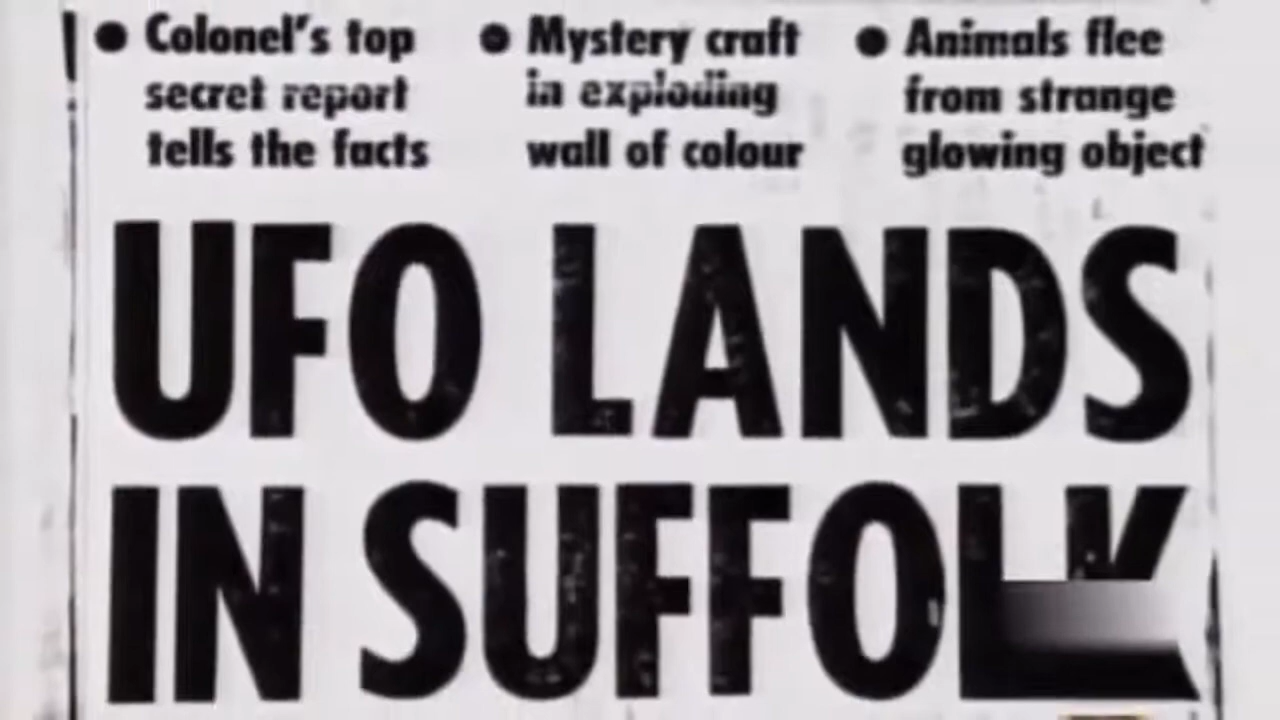 ● Colonel's top
secret report
tells the facts
● Mystery craft
in exploding
wall of colour
● Animals flee
from strange
glowing object
UFO LANDS
IN SUFFOLK